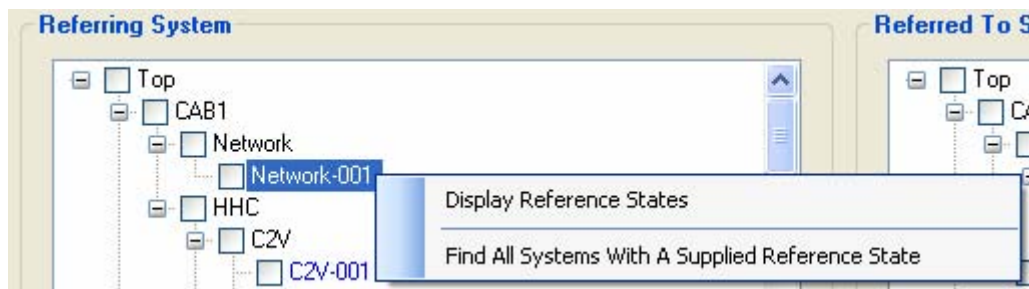 Referring System
Referred To S
Top
CAB1
Network
Network-001
HHC
C2V
C2V-001
Display Reference States
Find All Systems With A Supplied Reference State
Top